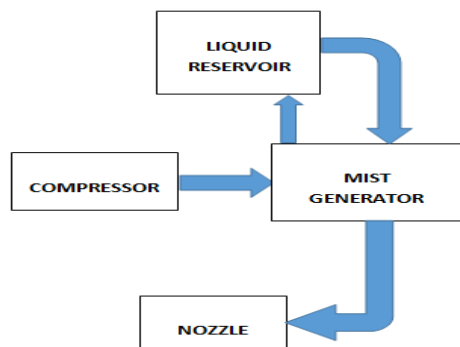 LIQUID
RESERVOIR
COMPRESSOR
MIST
GENERATOR
NOZZLE